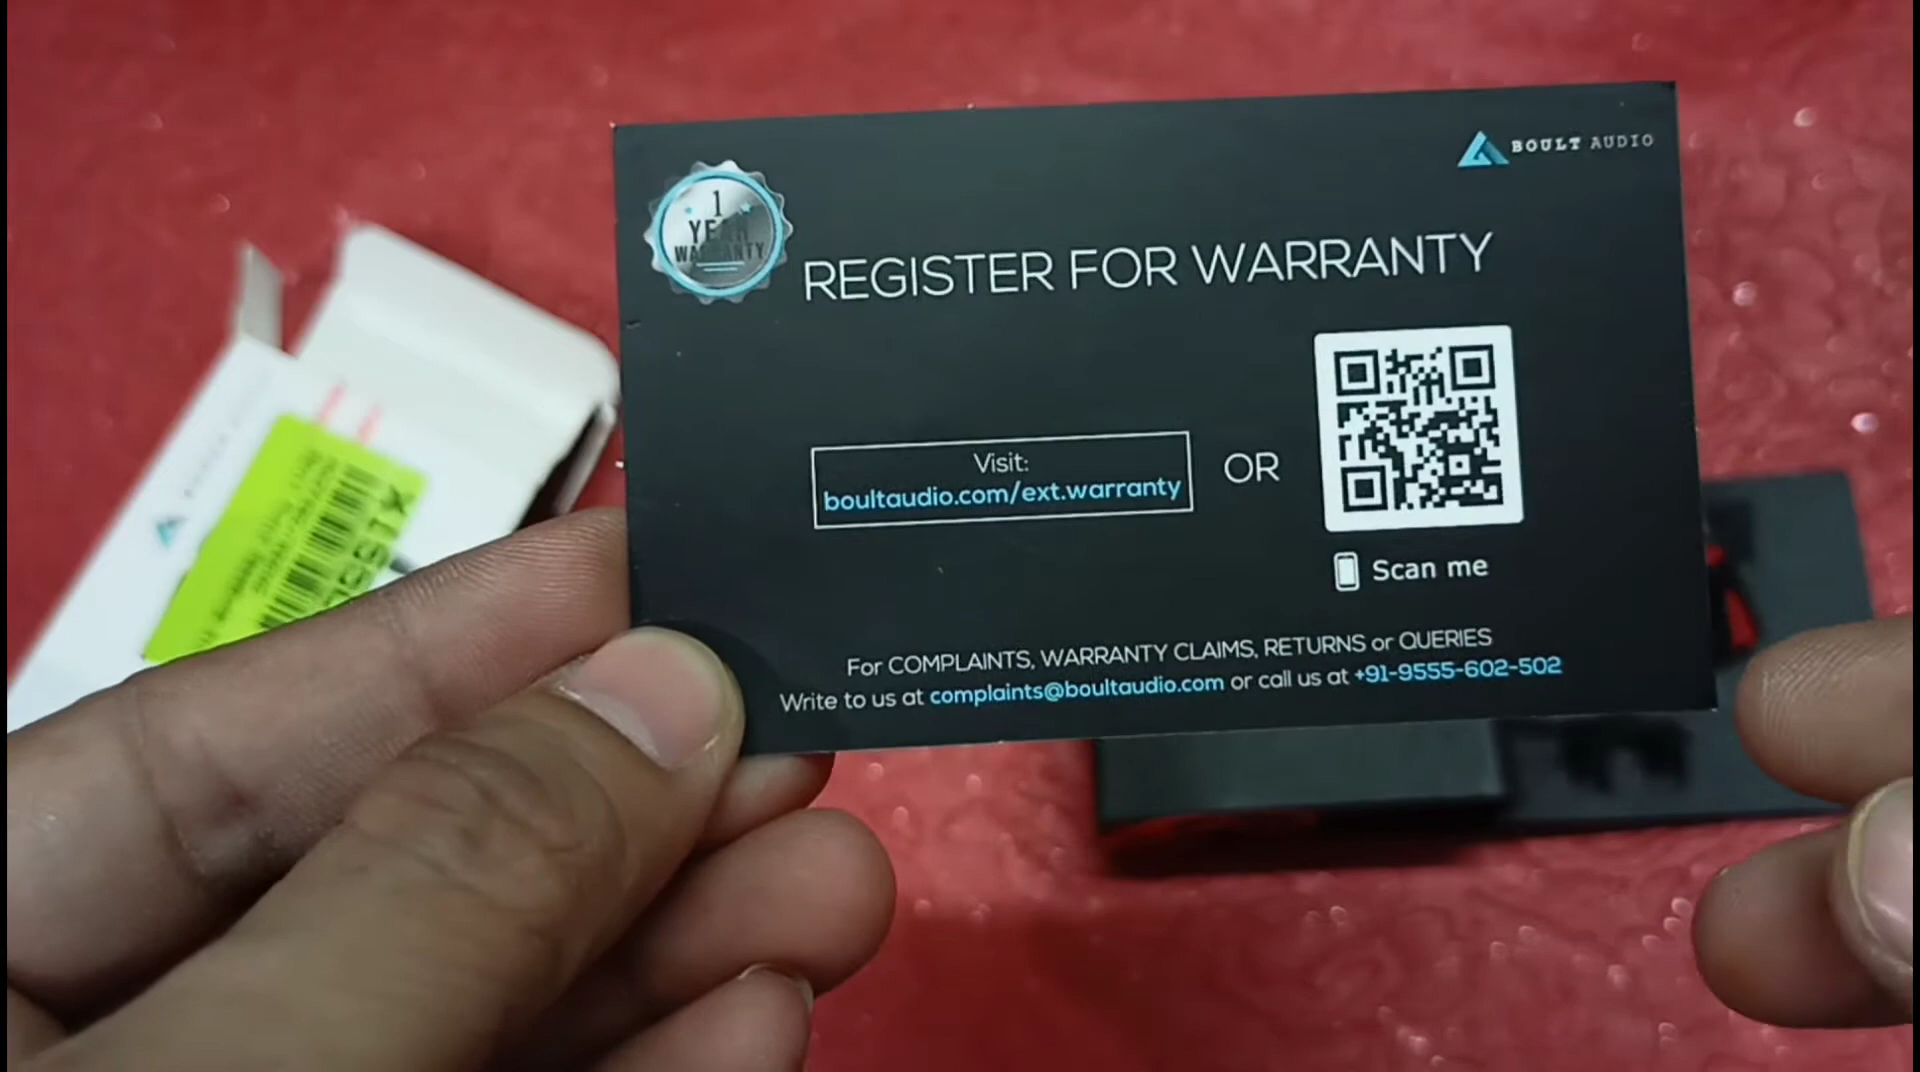 BOULT AUDIO
1
YEAR
WARRANTY
REGISTER FOR WARRANTY
Visit:
boultaudio.com/ext.warranty
OR
Scan me
For COMPLAINTS, WARRANTY CLAIMS, RETURNS or QUERIES
Write to us at complaints@boultaudio.com or call us at +91-9555-602-502